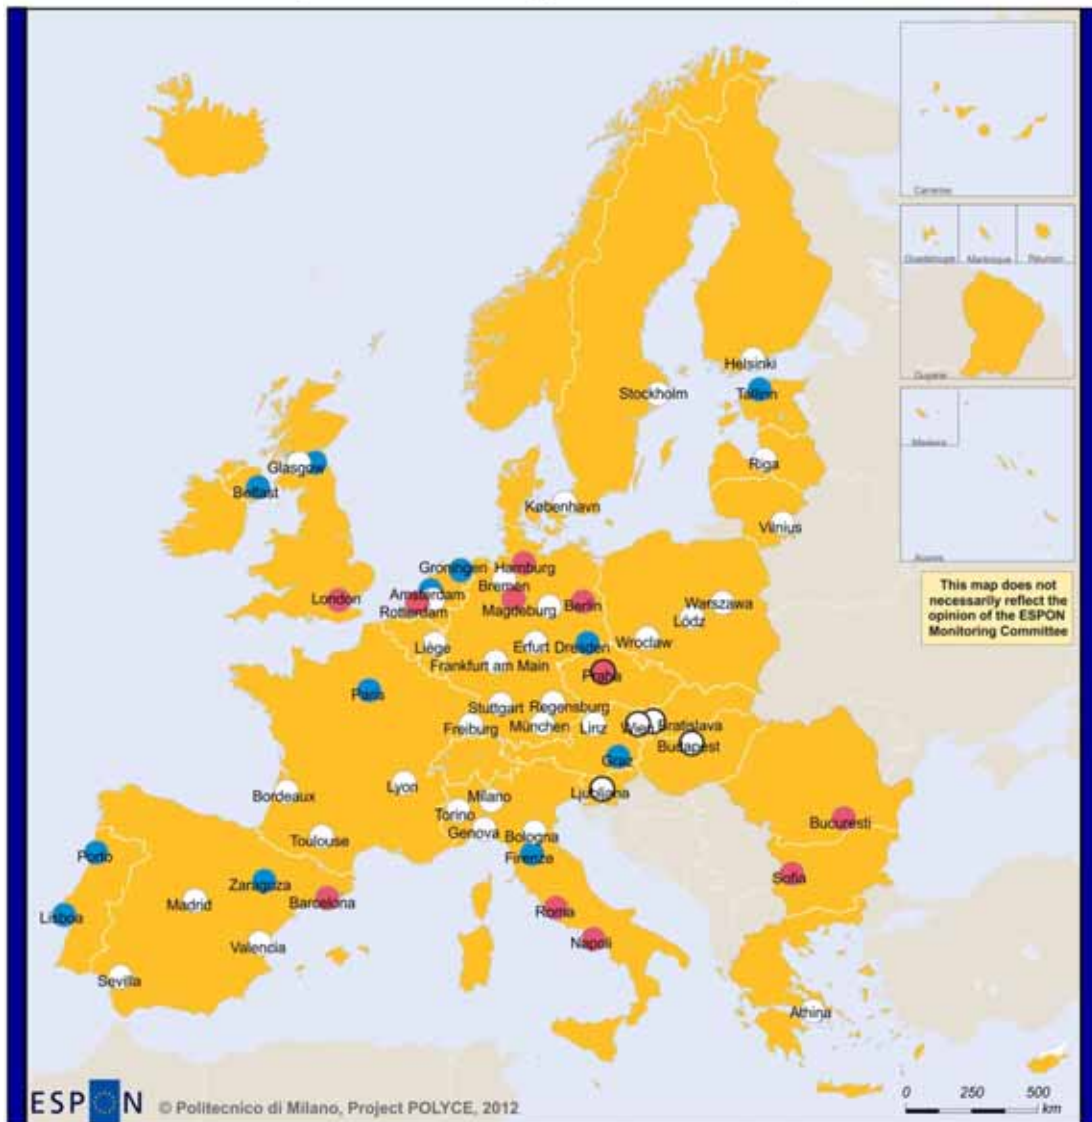 Canarias
Guadeloupe
Martinique
Réunion
Guyane
Madeira
Acores
This map does not
necessarily reflect the
opinion of the ESPON
Monitoring Committee
Helsinki
Tallinn
Stockholm
Riga
Vilnius
København
Glasgow
Belfast
Groningen
Hamburg
Bremen
Amsterdam
Rotterdam
Magdeburg
Berlin
London
Warszawa
Lódz
Wroclaw
Liège
Erfurt
Dresden
Frankfurt am Main
Praha
Paris
Stuttgart
Regensburg
Freiburg
München
Linz
Wien
Bratislava
Budapest
Graz
Lyon
Ljubljana
Bordeaux
Milano
Torino
Genova
Bologna
Toulouse
Firenze
Bucuresti
Porto
Sofia
Zaragoza
Barcelona
Madrid
Roma
Lisboa
Napoli
Valencia
Sevilla
Athina
ESPON
© Politecnico di Milano, Project POLYCE, 2012
0 250 500
km